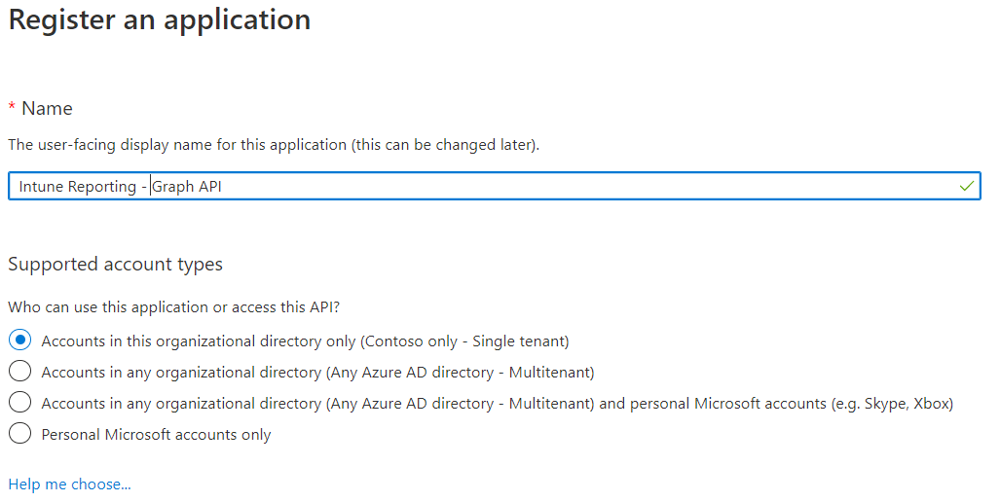 Register an application
* Name
The user-facing display name for this application (this can be changed later).
Intune Reporting - Graph API
Supported account types
Who can use this application or access this API?
Accounts in this organizational directory only (Contoso only - Single tenant)
Accounts in any organizational directory (Any Azure AD directory - Multitenant)
Accounts in any organizational directory (Any Azure AD directory - Multitenant) and personal Microsoft accounts (e.g. Skype, Xbox)
Personal Microsoft accounts only
Help me choose...